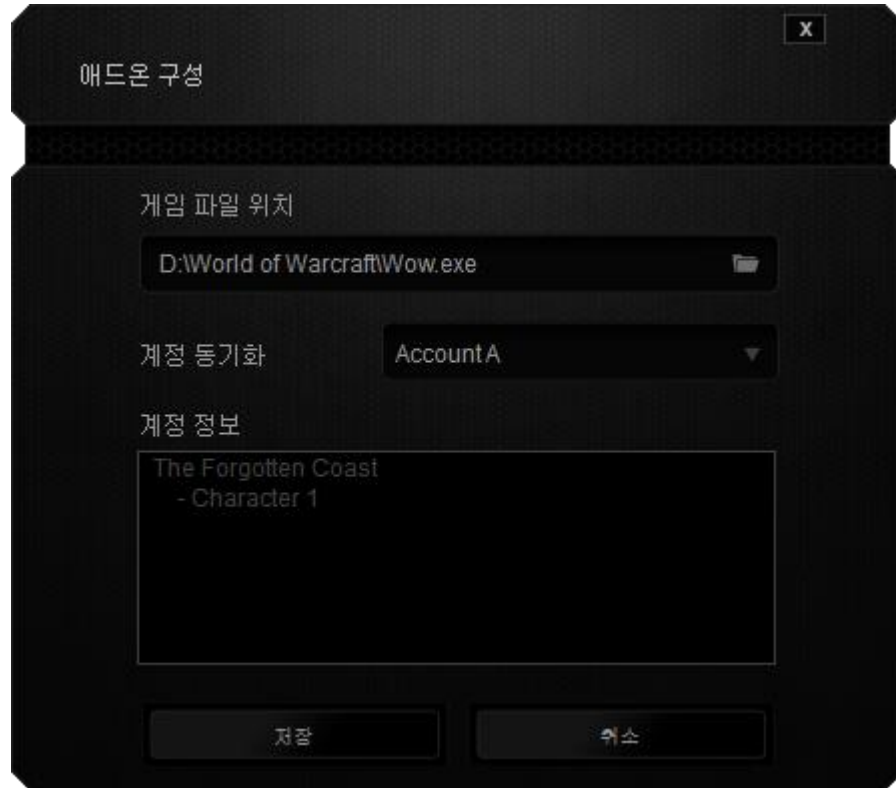 X
애드온 구성
게임 파일 위치
D:\World of Warcraft\Wow.exe
계정 동기화
Account A
계정 정보
The Forgotten Coast
- Character 1
저장
취소